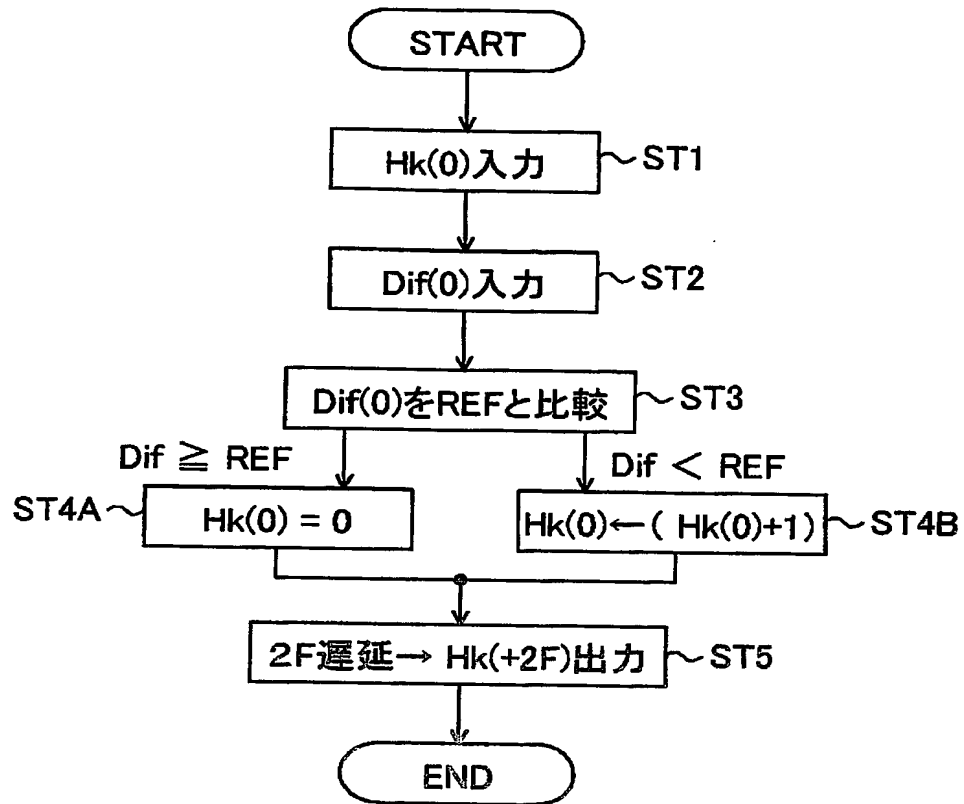 START
Hk(0)入力
ST1
Dif(0)入力
ST2
Dif(0)をREFと比較
ST3
Dif ≧ REF
Dif < REF
ST4A
Hk(0) = 0
Hk(0)←( Hk(0)+1)
ST4B
2F遅延→ Hk(+2F)出力
ST5
END